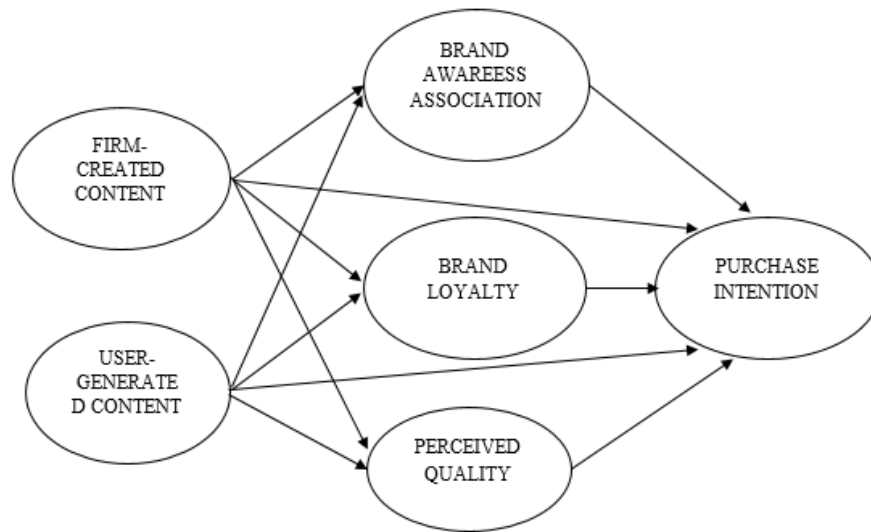 BRAND
AWAREESS
ASSOCIATION
FIRM-
CREATED
CONTENT
BRAND
LOYALTY
PURCHASE
INTENTION
USER-
GENERATE
D CONTENT
PERCEIVED
QUALITY